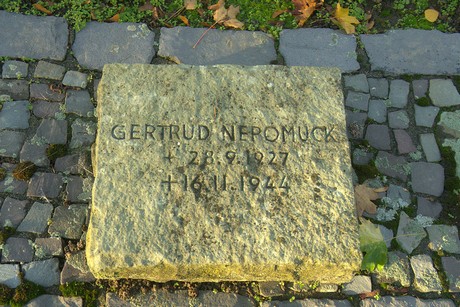 GERTRUD NEPOMUCK
+ 28.9.1927
+ 16.11.1944